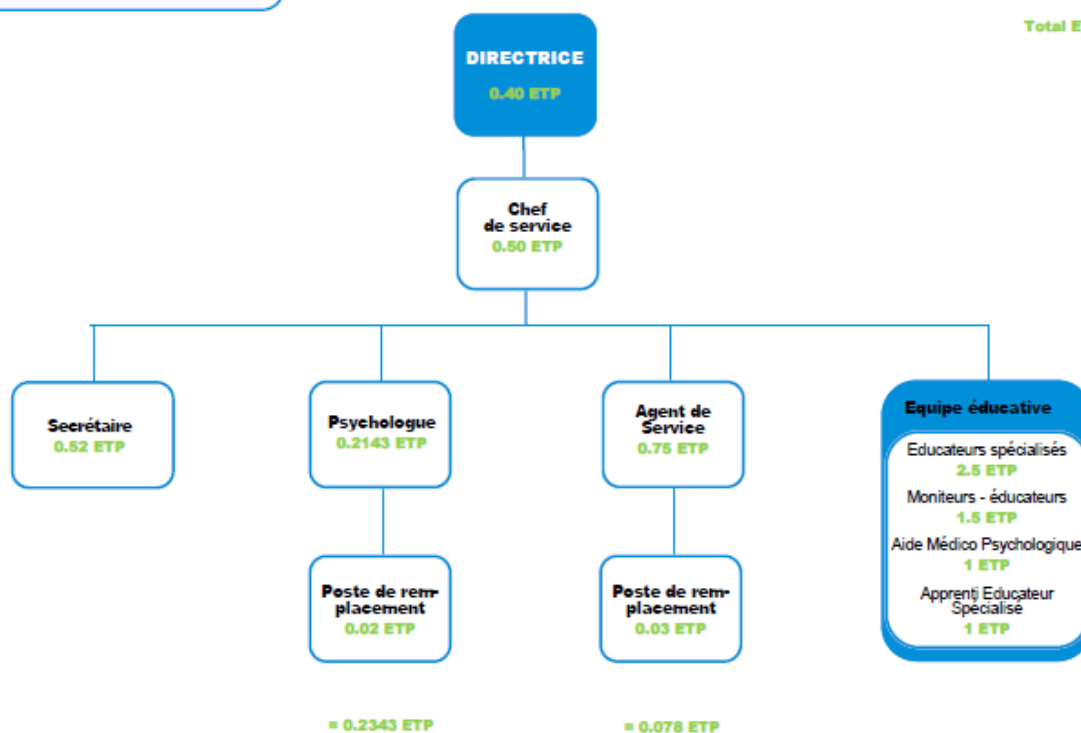 Total E
DIRECTRICE
0.40 ETP
Chef
de service
0.50 ETP
Secrétaire
0.52 ETP
Psychologue
0.2143 ETP
Agent de
Service
0.75 ETP
Equipe éducative
Educateurs spécialisés
2.5 ETP
Moniteurs - éducateurs
1.5 ETP
Aide Médico Psychologique
1 ETP
Apprenti Educateur
Spécialisé
1 ETP
Poste de rem-
placement
0.02 ETP
Poste de rem-
placement
0.03 ETP
= 0.2343 ETP
= 0.078 ETP